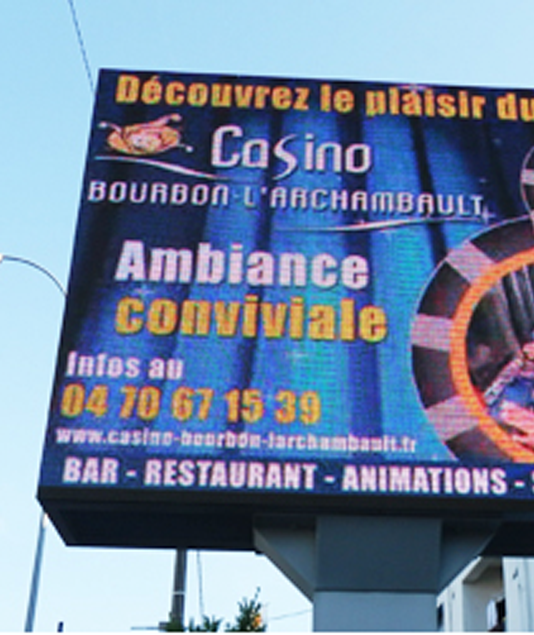 Découvrez le plaisir du
Casino
BOURBON-L'ARCHAMBAULT
Ambiance
conviviale
Infos au
04 70 67 15 39
www.casino-bourbon-larchambault.fr
BAR - RESTAURANT - ANIMATIONS -